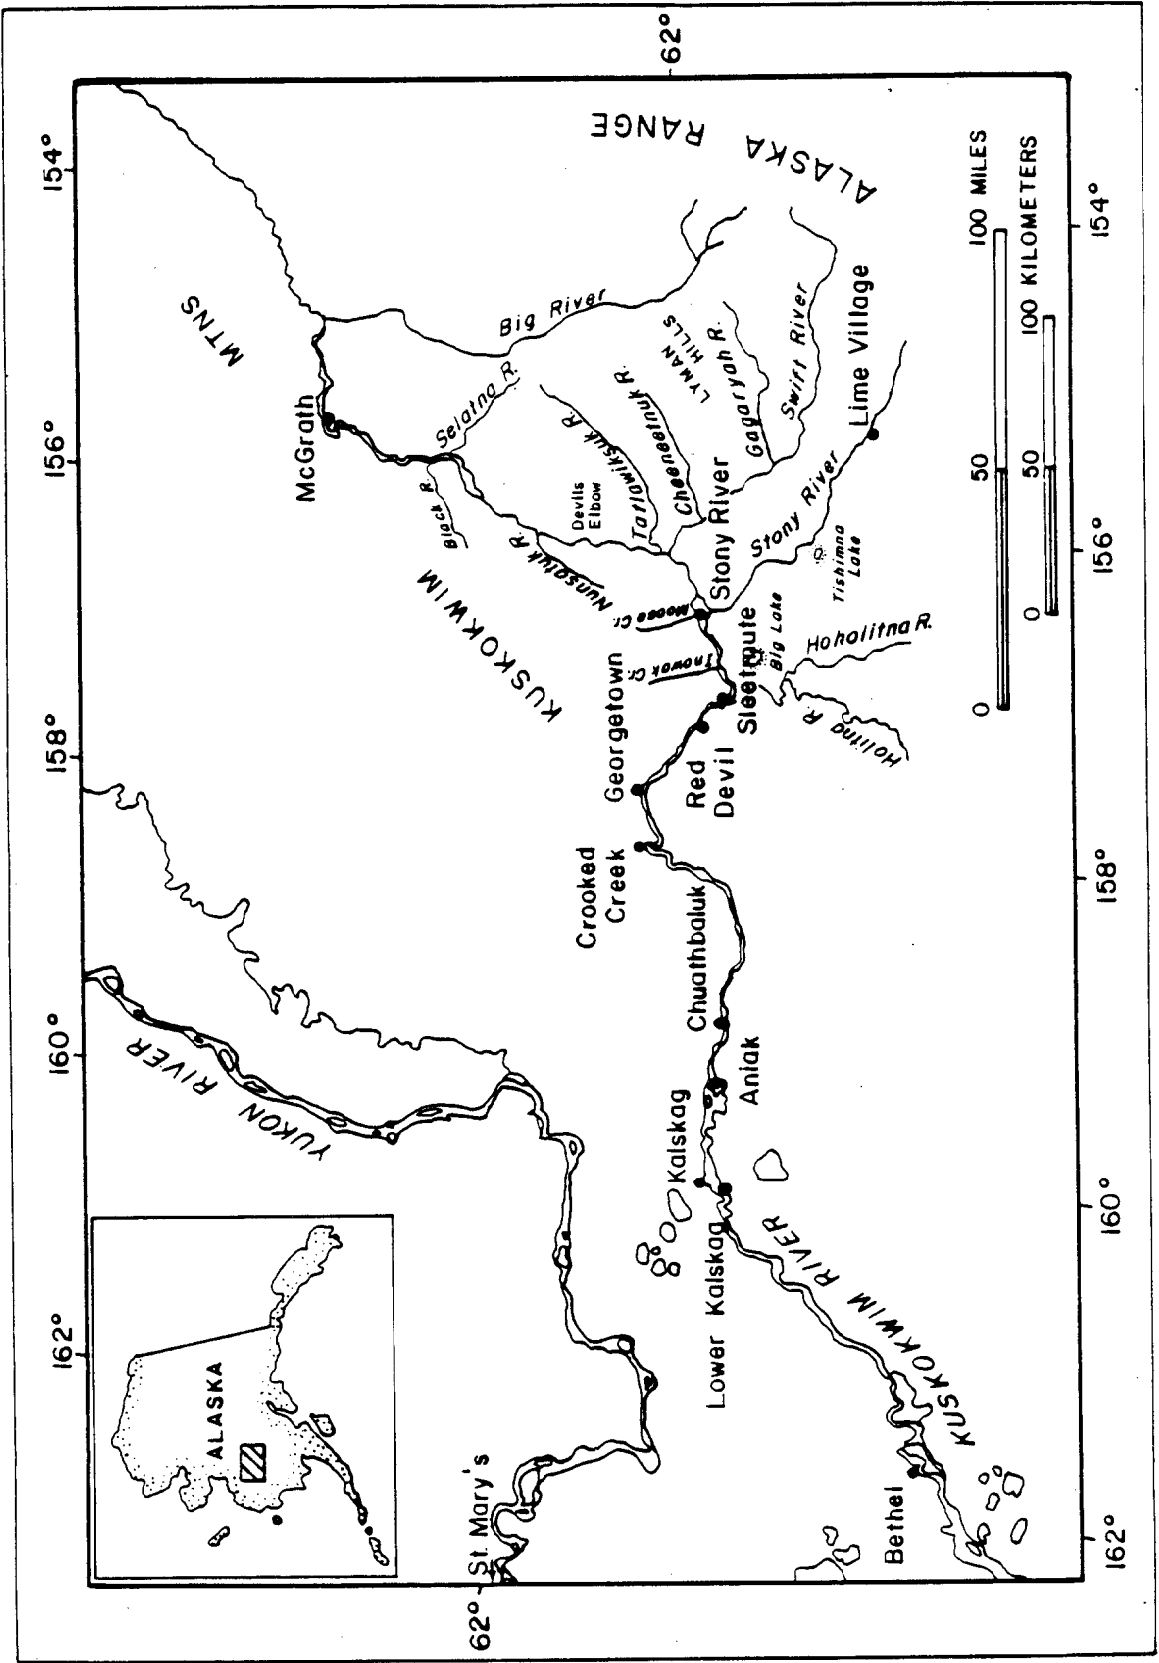 154°
156°
158°
160°
162°
62°
62°
154°
156°
158°
160°
162°
ALASKA
YUKON RIVER
KUSKOKWIM
MTNS
ALASKA RANGE
KUSKOKWIM RIVER
St. Mary's
Bethel
Lower Kalskag
Kalskag
Aniak
Chuathbaluk
Crooked
Creek
Georgetown
Red
Devil
Sleetmute
Stony River
McGrath
Lime Village
Black R.
Selatna R.
Big River
Nunsatuk R.
Devils
Elbow
Tatlawiksuk R.
Cheeneetnuk R.
LYMAN
HILLS
Gagaryah R.
Swift River
Stony River
Moose Cr.
Inowak Cr.
Big Lake
Tishimna
Lake
Hoholitna R.
Holitna R.
0 50 100 MILES
0 50 100 KILOMETERS